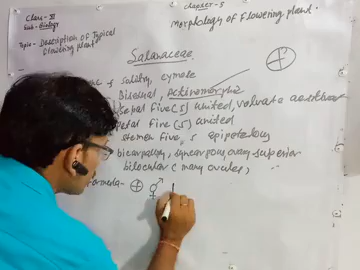 Class- XI
Sub- Biology
Topic- Description of Typical
flowering plant
chapter-5
Morphology of Flowering plant.
Solanaceae
solitary, cymose
Bisexual, Actinomorphic
Sepal five (5) united, Valvate aestivation
Petal five (5) united
Stamen five, 5 epipetalous
bicarpellary, syncarpous ovary superior
bilocular c many ovules,
Formula- ⊕ ⚥